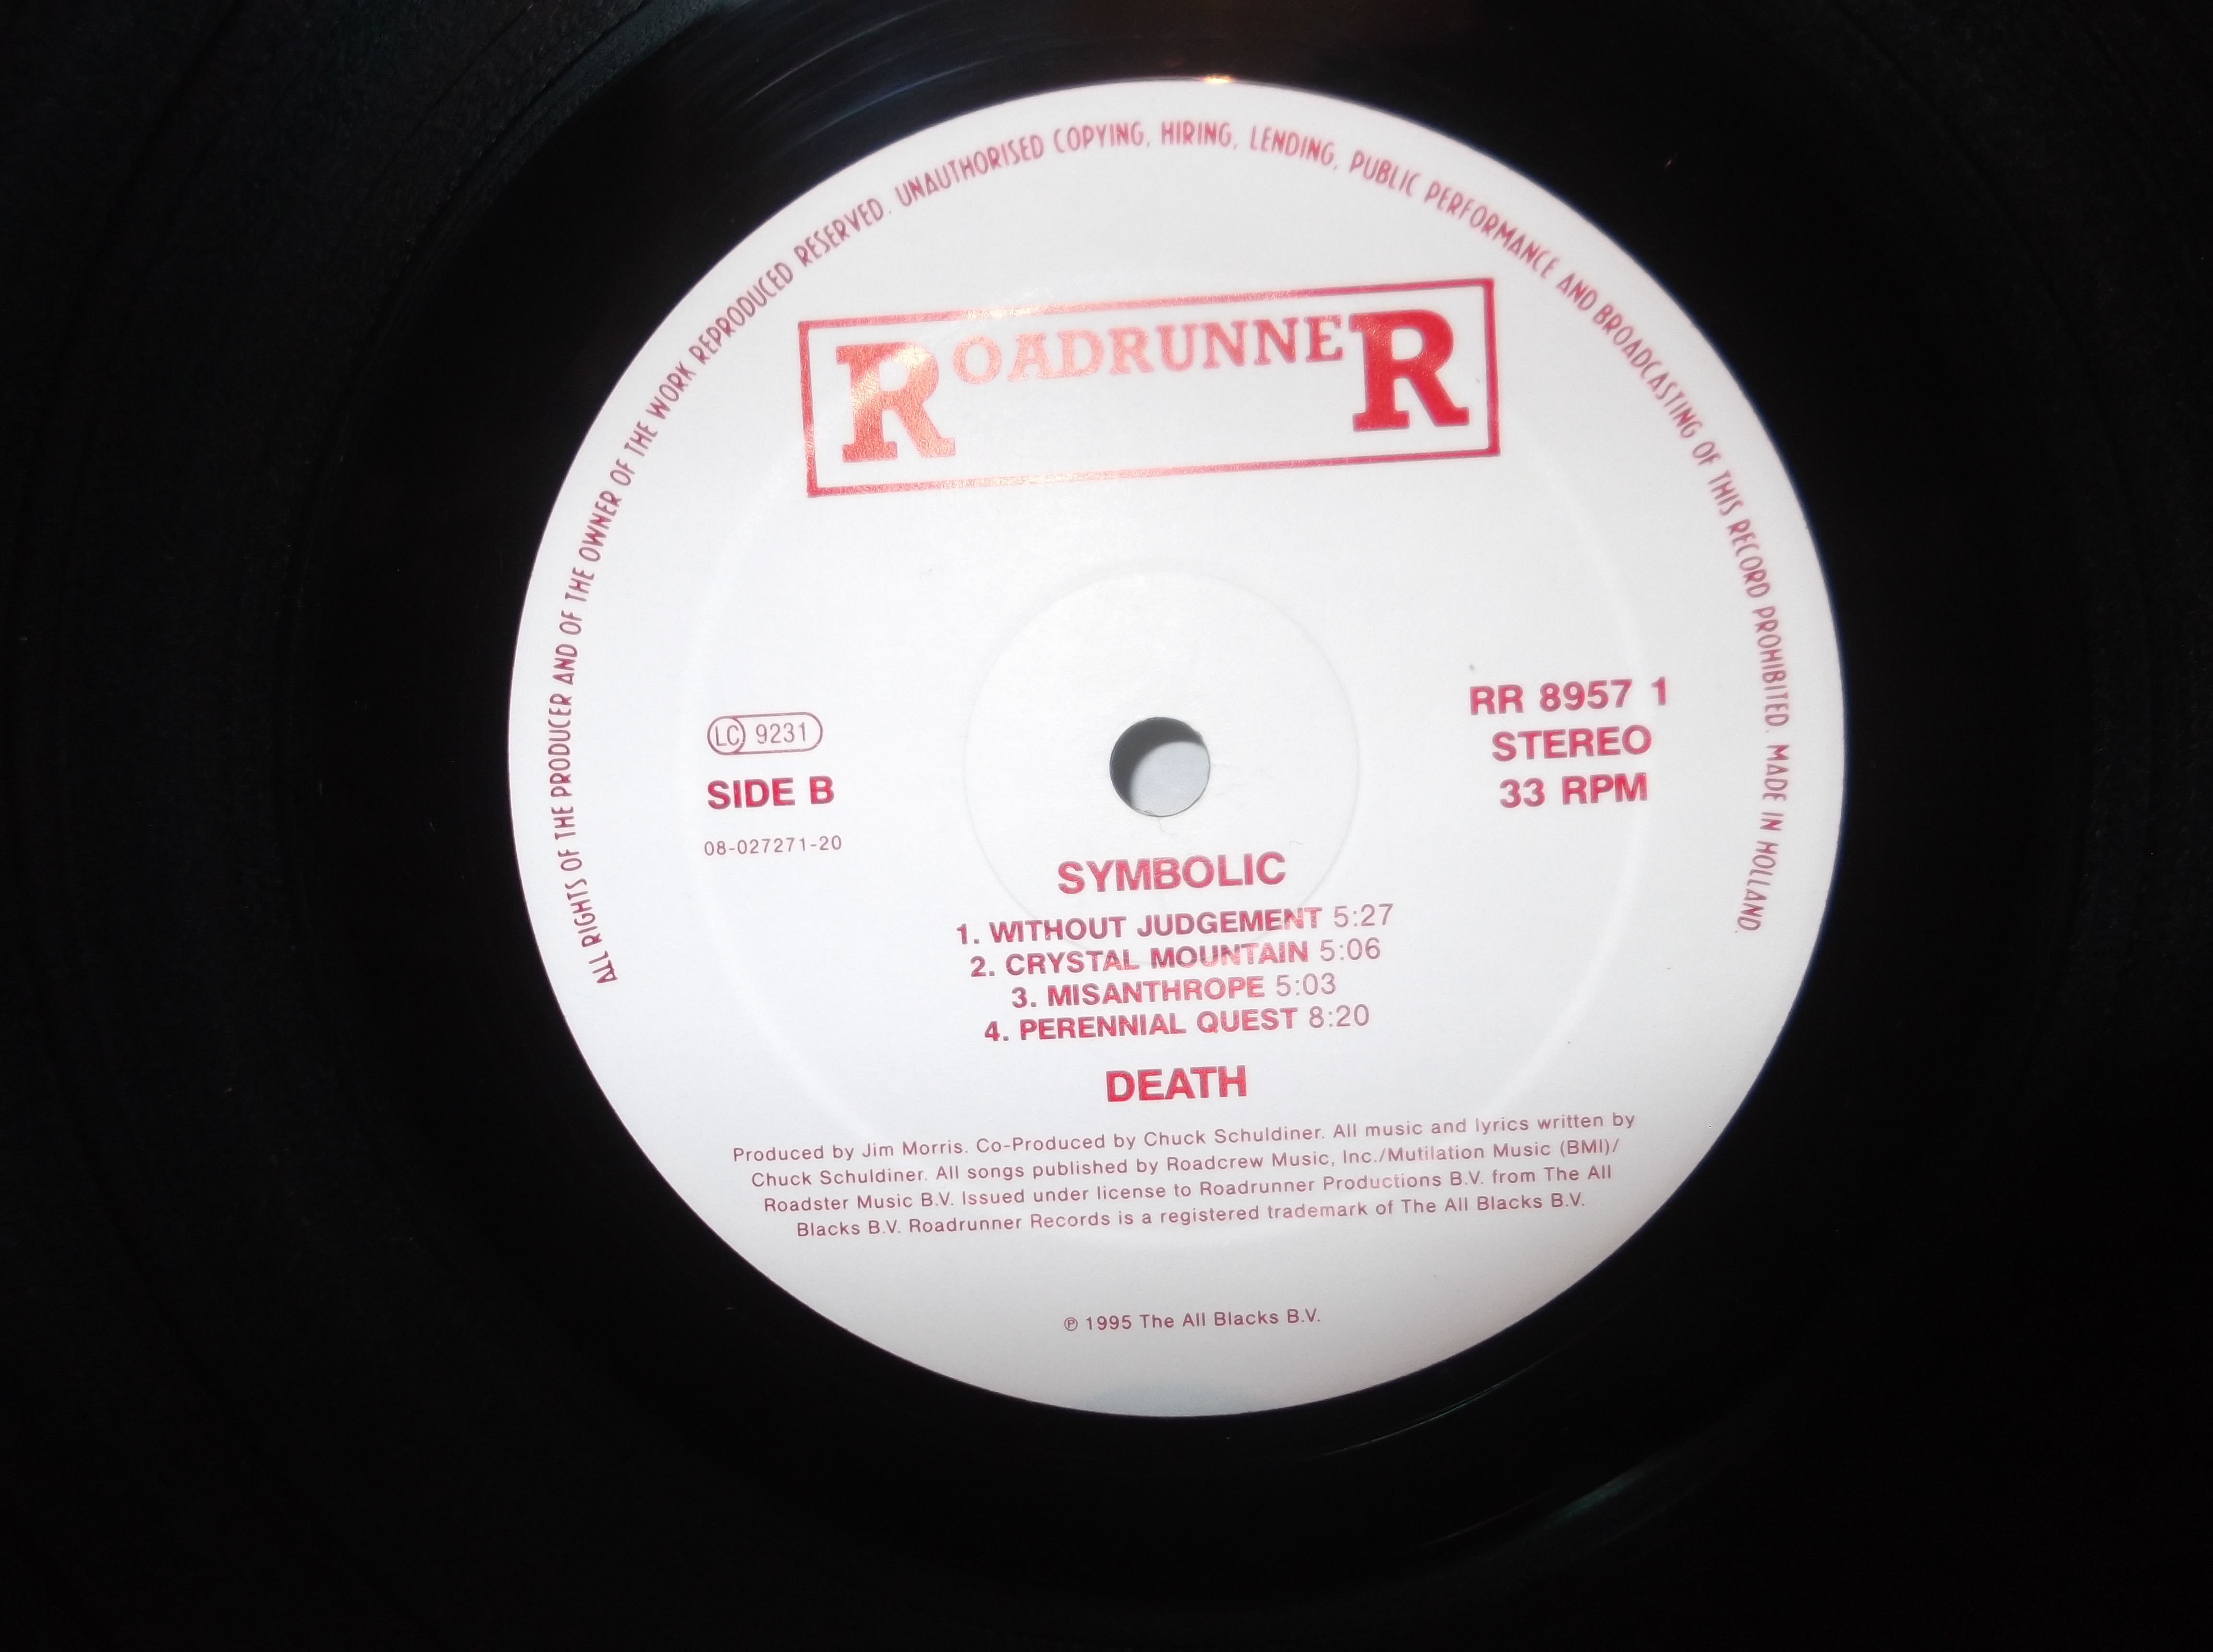 ALL RIGHTS OF THE PRODUCER AND OF THE OWNER OF THE WORK REPRODUCED RESERVED. UNAUTHORISED COPYING, HIRING, LENDING, PUBLIC PERFORMANCE AND BROADCASTING OF THIS RECORD PROHIBITED. MADE IN HOLLAND.
ROADRUNNER
LC 9231
SIDE B
08-027271-20
RR 8957 1
STEREO
33 RPM
SYMBOLIC
1. WITHOUT JUDGEMENT 5:27
2. CRYSTAL MOUNTAIN 5:06
3. MISANTHROPE 5:03
4. PERENNIAL QUEST 8:20
DEATH
Produced by Jim Morris. Co-Produced by Chuck Schuldiner. All music and lyrics written by
Chuck Schuldiner. All songs published by Roadcrew Music, Inc./Mutilation Music (BMI)/
Roadster Music B.V. Issued under license to Roadrunner Productions B.V. from The All
Blacks B.V. Roadrunner Records is a registered trademark of The All Blacks B.V.
℗ 1995 The All Blacks B.V.